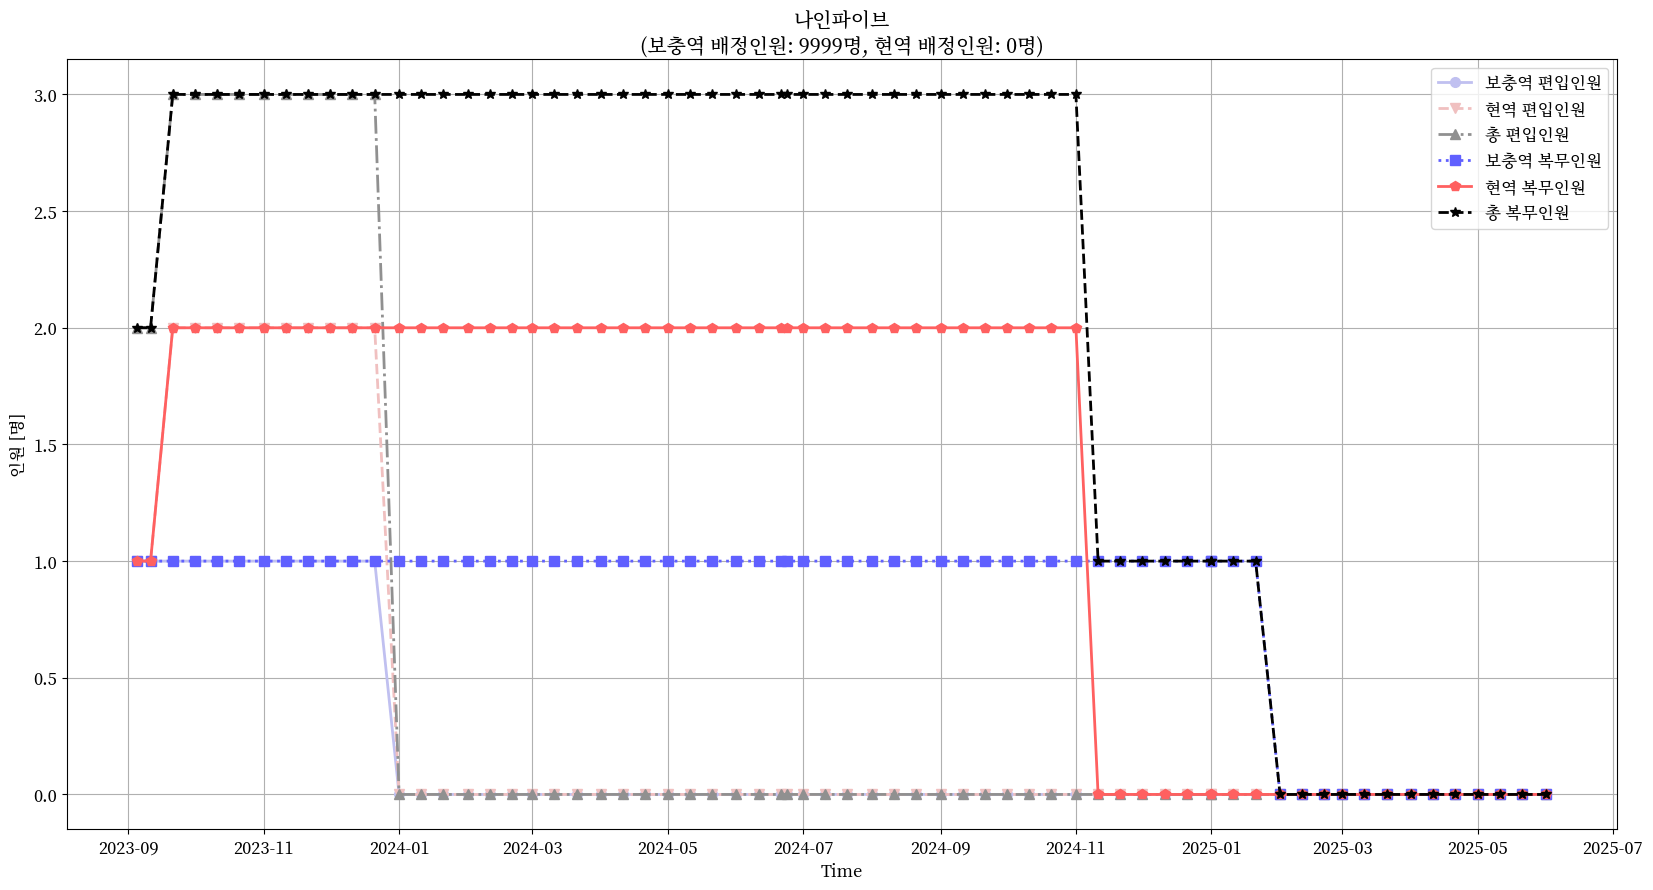 나인파이브
(보충역 배정인원: 9999명, 현역 배정인원: 0명)
보충역 편입인원
현역 편입인원
총 편입인원
보충역 복무인원
현역 복무인원
총 복무인원
인원 [명]
3.0
2.5
2.0
1.5
1.0
0.5
0.0
2023-09 2023-11 2024-01 2024-03 2024-05 2024-07 2024-09 2024-11 2025-01 2025-03 2025-05 2025-07
Time